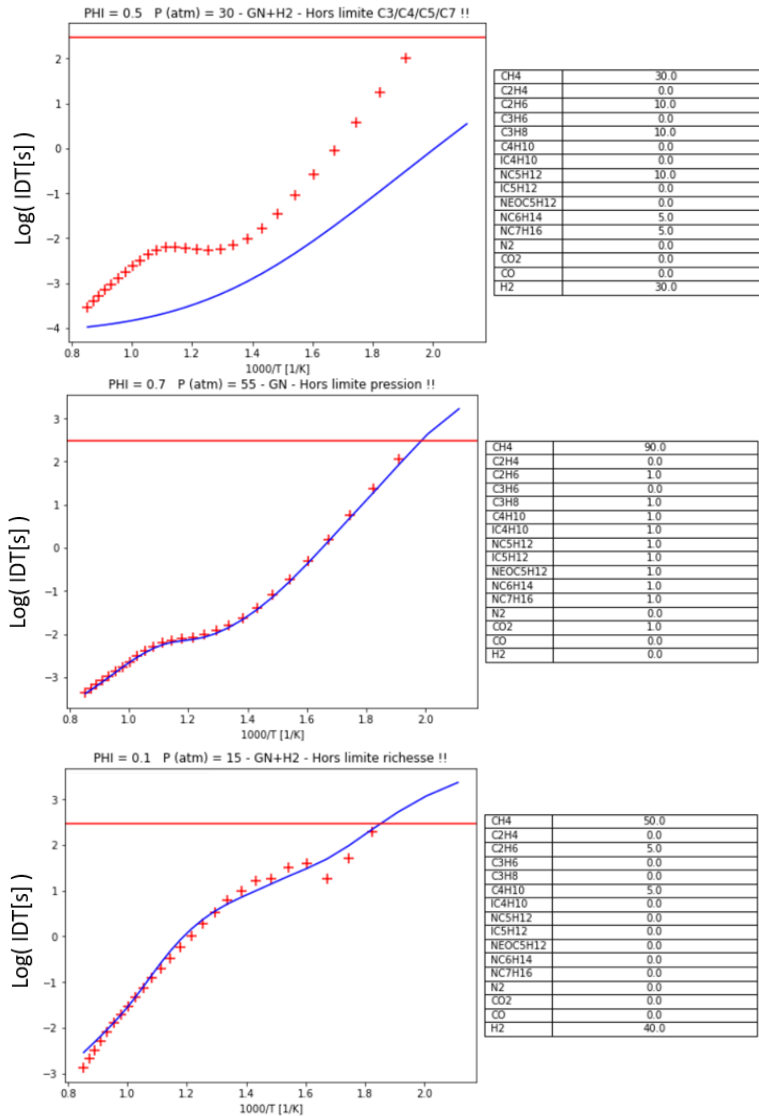 PHI = 0.5 P (atm) = 30 - GN+H2 - Hors limite C3/C4/C5/C7 !!
Log( IDT[s] )
2
1
0
−1
−2
−3
−4
0.8 1.0 1.2 1.4 1.6 1.8 2.0
1000/T [1/K]
CH4 30.0
C2H4 0.0
C2H6 10.0
C3H6 0.0
C3H8 10.0
C4H10 0.0
IC4H10 0.0
NC5H12 10.0
IC5H12 0.0
NEOC5H12 0.0
NC6H14 5.0
NC7H16 5.0
N2 0.0
CO2 0.0
CO 0.0
H2 30.0
PHI = 0.7 P (atm) = 55 - GN - Hors limite pression !!
Log( IDT[s] )
3
2
1
0
−1
−2
−3
0.8 1.0 1.2 1.4 1.6 1.8 2.0
1000/T [1/K]
CH4 90.0
C2H4 0.0
C2H6 1.0
C3H6 0.0
C3H8 1.0
C4H10 1.0
IC4H10 1.0
NC5H12 1.0
IC5H12 1.0
NEOC5H12 1.0
NC6H14 1.0
NC7H16 1.0
N2 0.0
CO2 1.0
CO 0.0
H2 0.0
PHI = 0.1 P (atm) = 15 - GN+H2 - Hors limite richesse !!
Log( IDT[s] )
3
2
1
0
−1
−2
−3
0.8 1.0 1.2 1.4 1.6 1.8 2.0
1000/T [1/K]
CH4 50.0
C2H4 0.0
C2H6 5.0
C3H6 0.0
C3H8 0.0
C4H10 5.0
IC4H10 0.0
NC5H12 0.0
IC5H12 0.0
NEOC5H12 0.0
NC6H14 0.0
NC7H16 0.0
N2 0.0
CO2 0.0
CO 0.0
H2 40.0